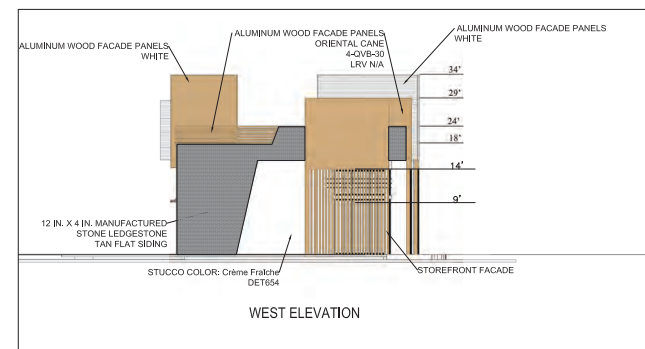 ALUMINUM WOOD FACADE PANELS
WHITE
ALUMINUM WOOD FACADE PANELS
ORIENTAL CANE
4-QVB-30
LRV N/A
ALUMINUM WOOD FACADE PANELS
WHITE
34'
29'
24'
18'
14'
9'
12 IN. X 4 IN. MANUFACTURED
STONE LEDGESTONE
TAN FLAT SIDING
STUCCO COLOR: Crème Fraîche
DET654
STOREFRONT FACADE
WEST ELEVATION